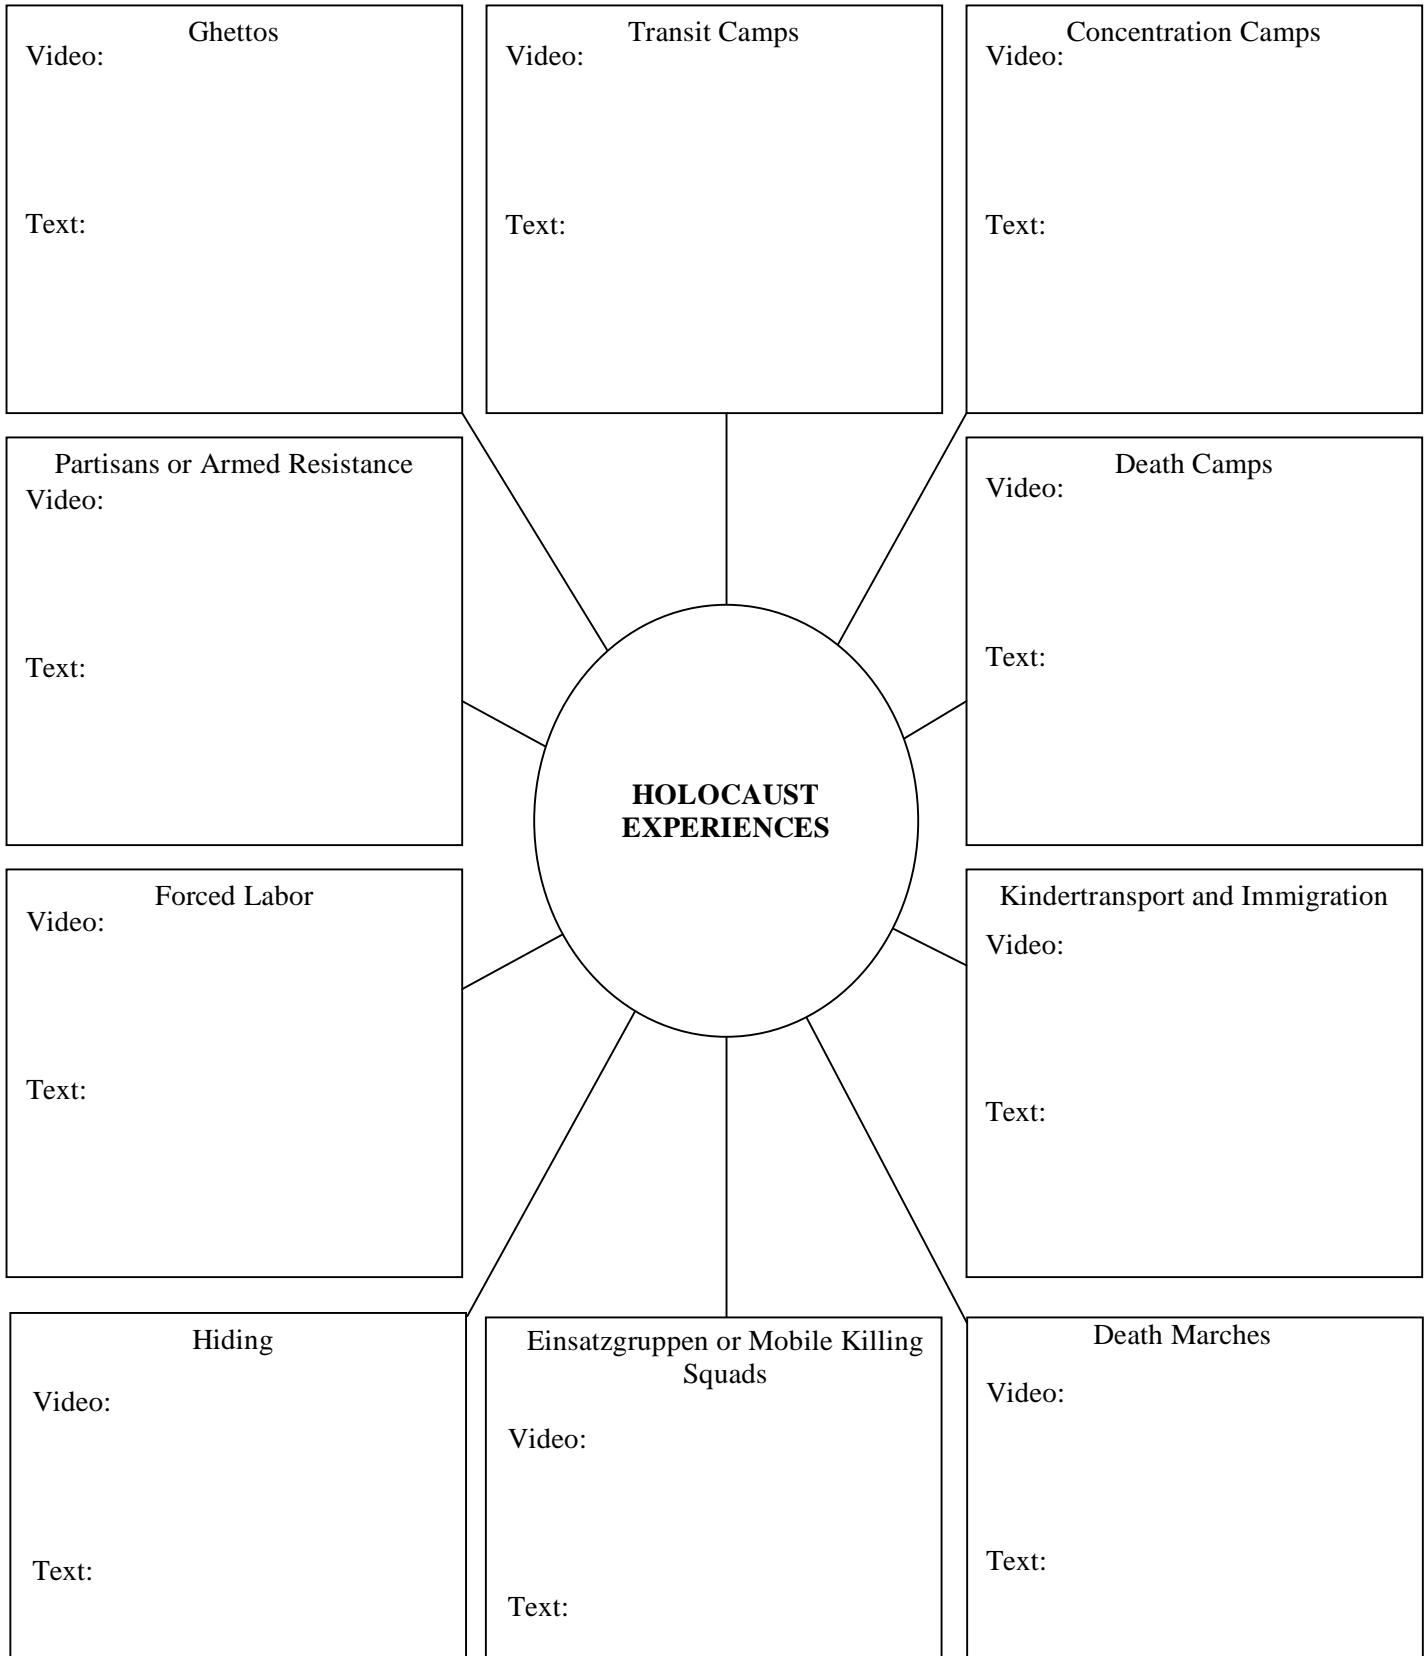 Ghettos
Video:
Text:
Transit Camps
Video:
Text:
Concentration Camps
Video:
Text:
Partisans or Armed Resistance
Video:
Text:
Death Camps
Video:
Text:
HOLOCAUST
EXPERIENCES
Forced Labor
Video:
Text:
Kindertransport and Immigration
Video:
Text:
Hiding
Video:
Text:
Einsatzgruppen or Mobile Killing
Squads
Video:
Text:
Death Marches
Video:
Text: